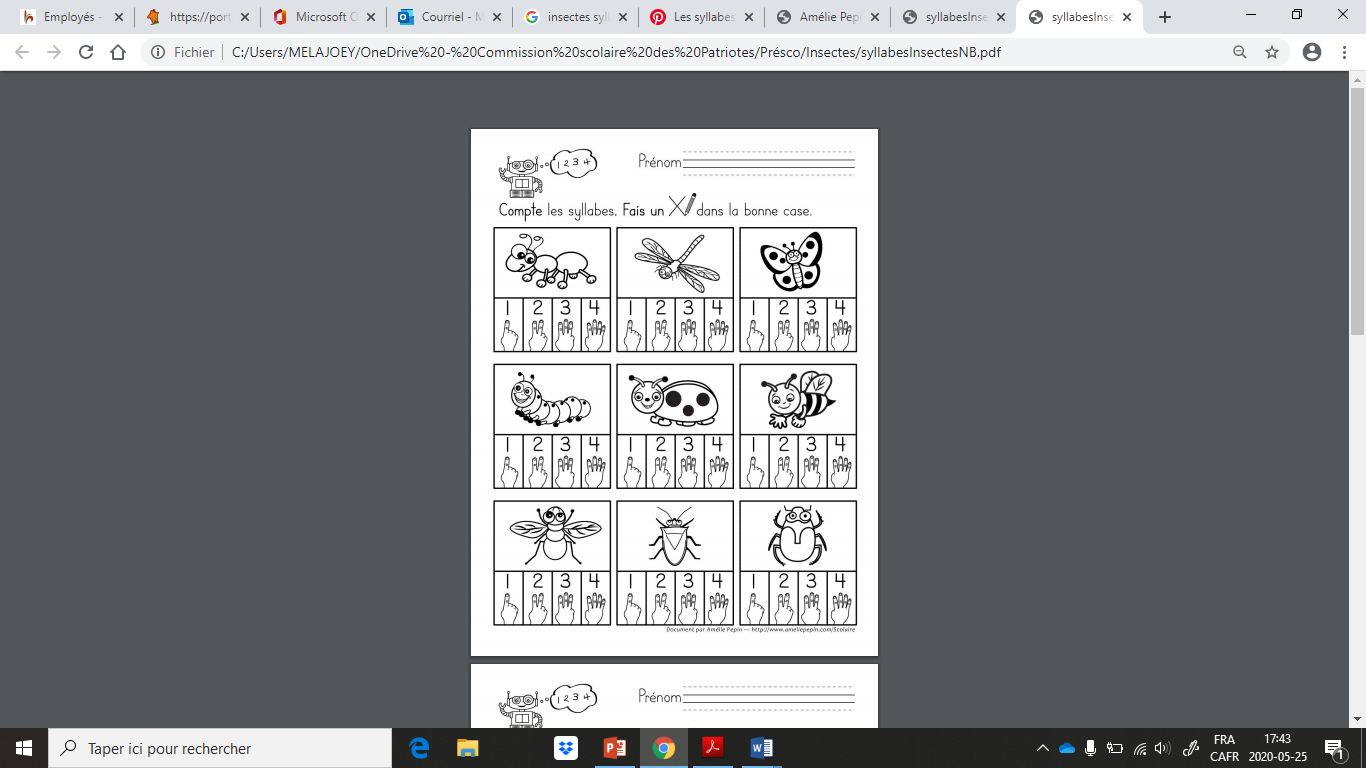 Employés -
https://port
Microsoft O
Courriel - M
insectes syl
Les syllabes
Amélie Pepi
syllabesInse
syllabesInse
Fichier
C:/Users/MELAJOEY/OneDrive%20-%20Commission%20scolaire%20des%20Patriotes/Présco/Insectes/syllabesInsectesNB.pdf
1 2 3 4
Prénom
Compte les syllabes. Fais un X dans la bonne case.
1 2 3 4 1 2 3 4 1 2 3 4
1 2 3 4 1 2 3 4 1 2 3 4
1 2 3 4 1 2 3 4 1 2 3 4
Document par Amélie Pepin — http://www.ameliepepin.com/Scolaire
1 2 3 4
Prénom
Taper ici pour rechercher
FRA
CAFR
17:43
2020-05-25
1